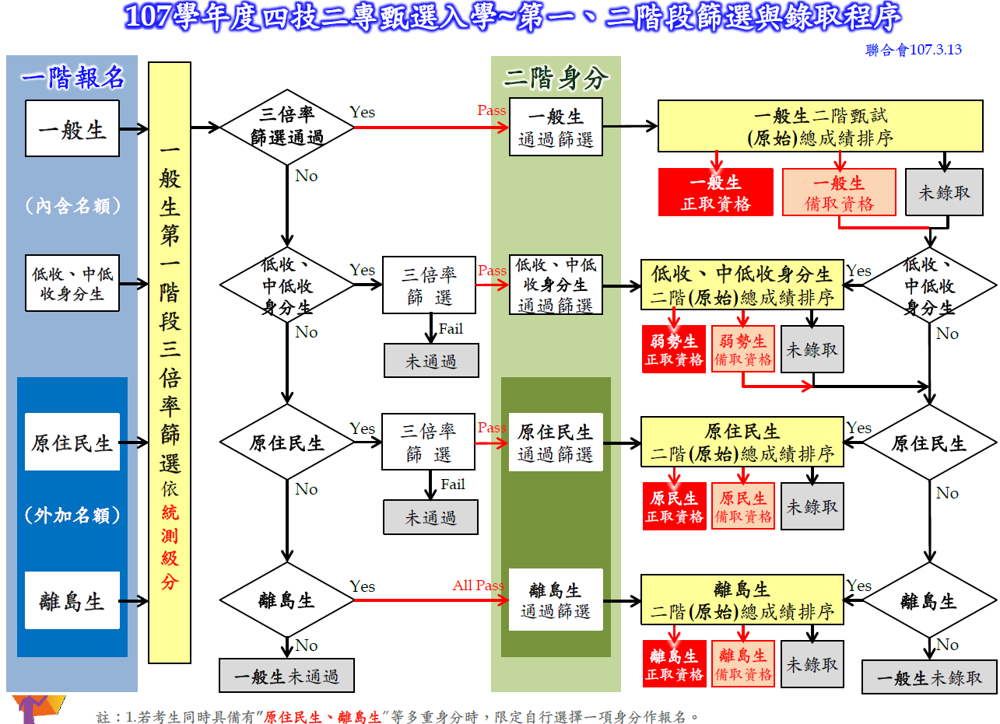 107學年度四技二專甄選入學~第一、二階段篩選與錄取程序
聯合會107.3.13
一階報名
一般生
(內含名額)
低收、中低
收身分生
原住民生
(外加名額)
離島生
一般生第一階段三倍率篩選依統測級分
三倍率
篩選通過
Yes
No
低收、
中低收
身分生
Yes
No
三倍率
篩 選
Fail
未通過
原住民生
Yes
No
三倍率
篩 選
Fail
未通過
離島生
Yes
No
一般生未通過
二階身分
Pass
一般生
通過篩選
Pass
低收、中低
收身分生
通過篩選
Pass
原住民生
通過篩選
All Pass
離島生
通過篩選
一般生二階甄試
(原始)總成績排序
一般生
正取資格
一般生
備取資格
未錄取
低收、中低收身分生
二階(原始)總成績排序
Yes
低收、
中低收
身分生
No
弱勢生
正取資格
弱勢生
備取資格
未錄取
原住民生
二階(原始)總成績排序
Yes
原住民生
No
原民生
正取資格
原民生
備取資格
未錄取
離島生
二階(原始)總成績排序
Yes
離島生
No
離島生
正取資格
離島生
備取資格
未錄取
一般生未錄取
註：1.若考生同時具備有"原住民生、離島生"等多重身分時，限定自行選擇一項身分作報名。